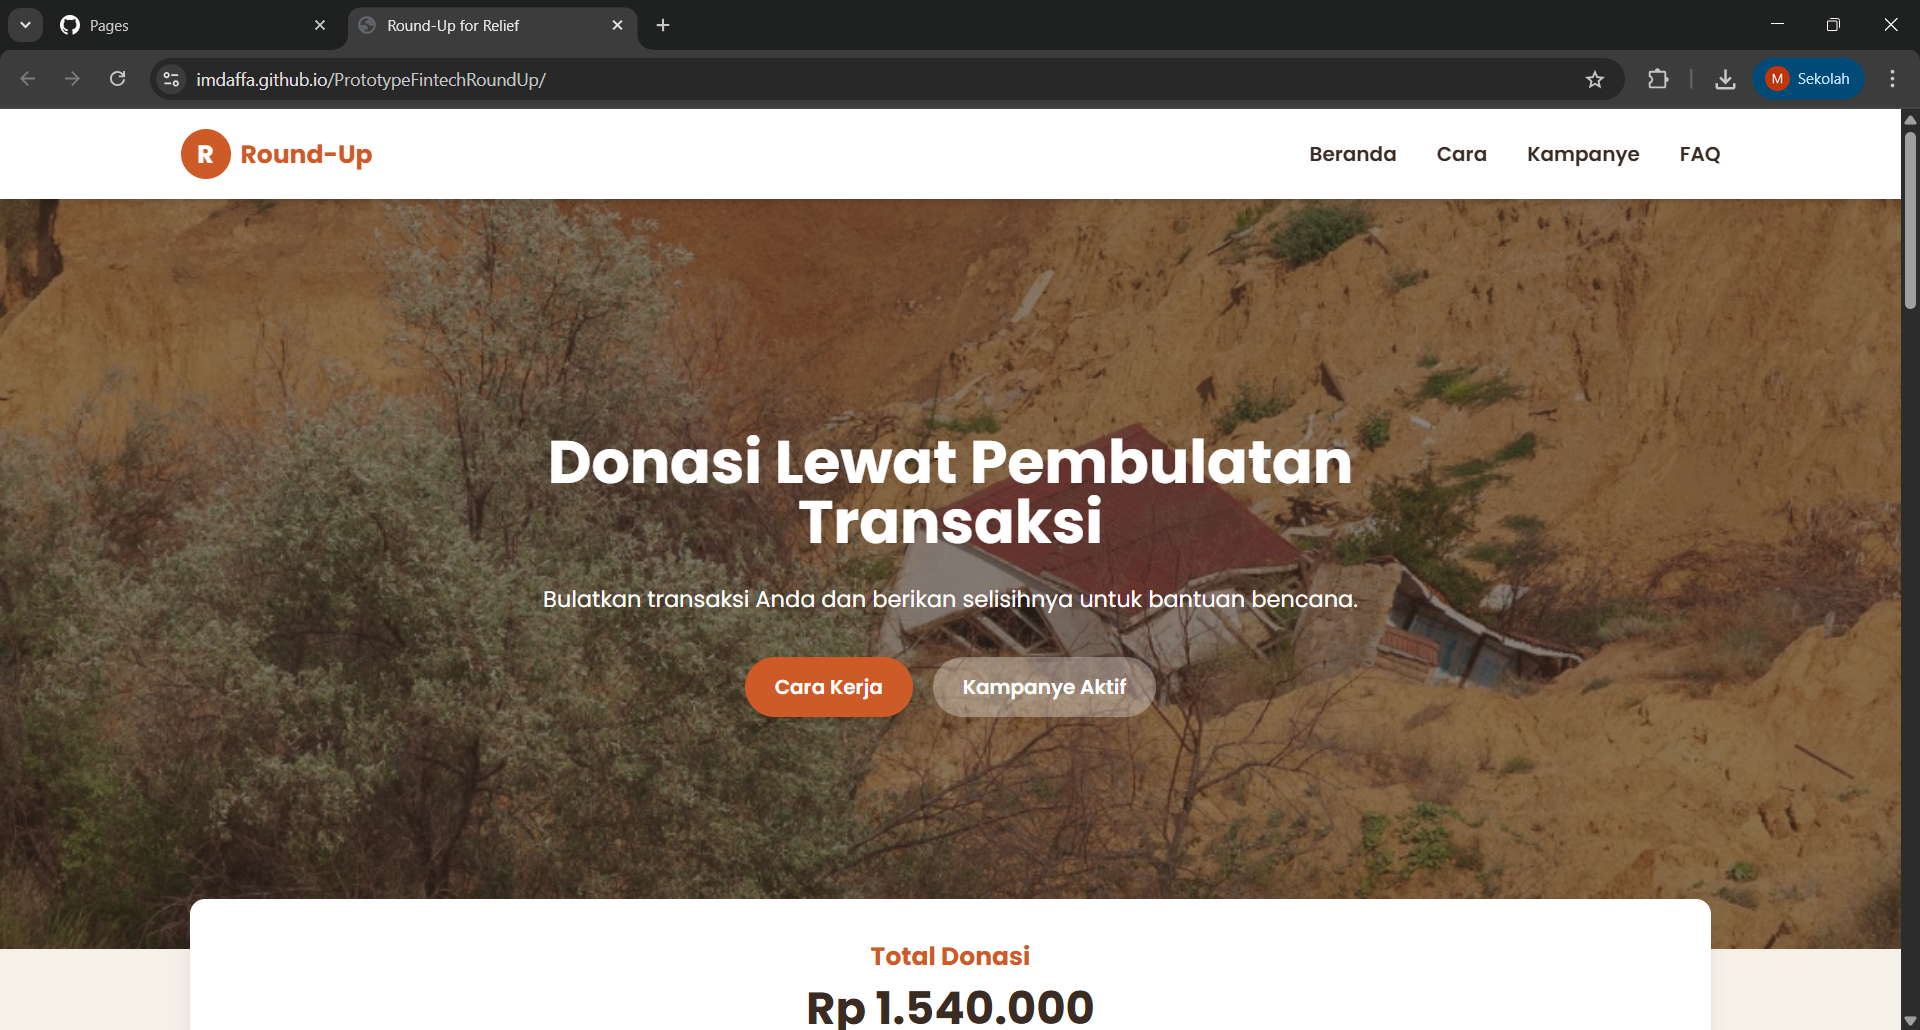 Pages
Round-Up for Relief
imdaffa.github.io/PrototypeFintechRoundUp/
M
Sekolah
R
Round-Up
Beranda
Cara
Kampanye
FAQ
Donasi Lewat Pembulatan
Transaksi
Bulatkan transaksi Anda dan berikan selisihnya untuk bantuan bencana.
Cara Kerja
Kampanye Aktif
Total Donasi
Rp 1.540.000